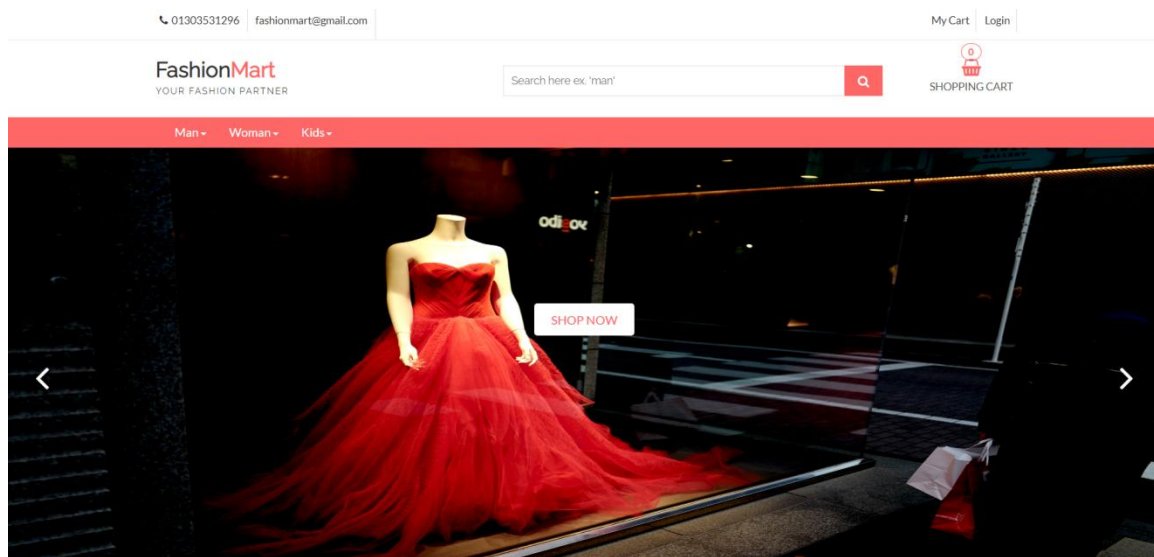 01303531296 fashionmart@gmail.com
My Cart Login
FashionMart
YOUR FASHION PARTNER
Search here ex. 'man'
0
SHOPPING CART
Man Woman Kids
SHOP NOW